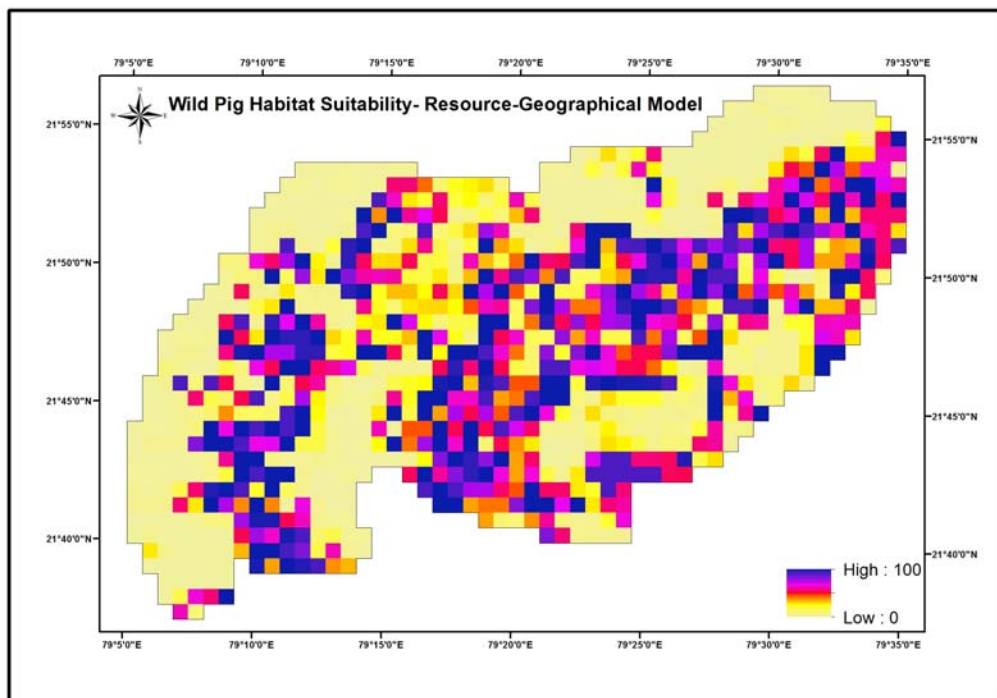 79°5'0"E 79°10'0"E 79°15'0"E 79°20'0"E 79°25'0"E 79°30'0"E 79°35'0"E
N
W E
S
Wild Pig Habitat Suitability- Resource-Geographical Model
21°55'0"N 21°55'0"N
21°50'0"N 21°50'0"N
21°45'0"N 21°45'0"N
21°40'0"N 21°40'0"N
High : 100
Low : 0
79°5'0"E 79°10'0"E 79°15'0"E 79°20'0"E 79°25'0"E 79°30'0"E 79°35'0"E